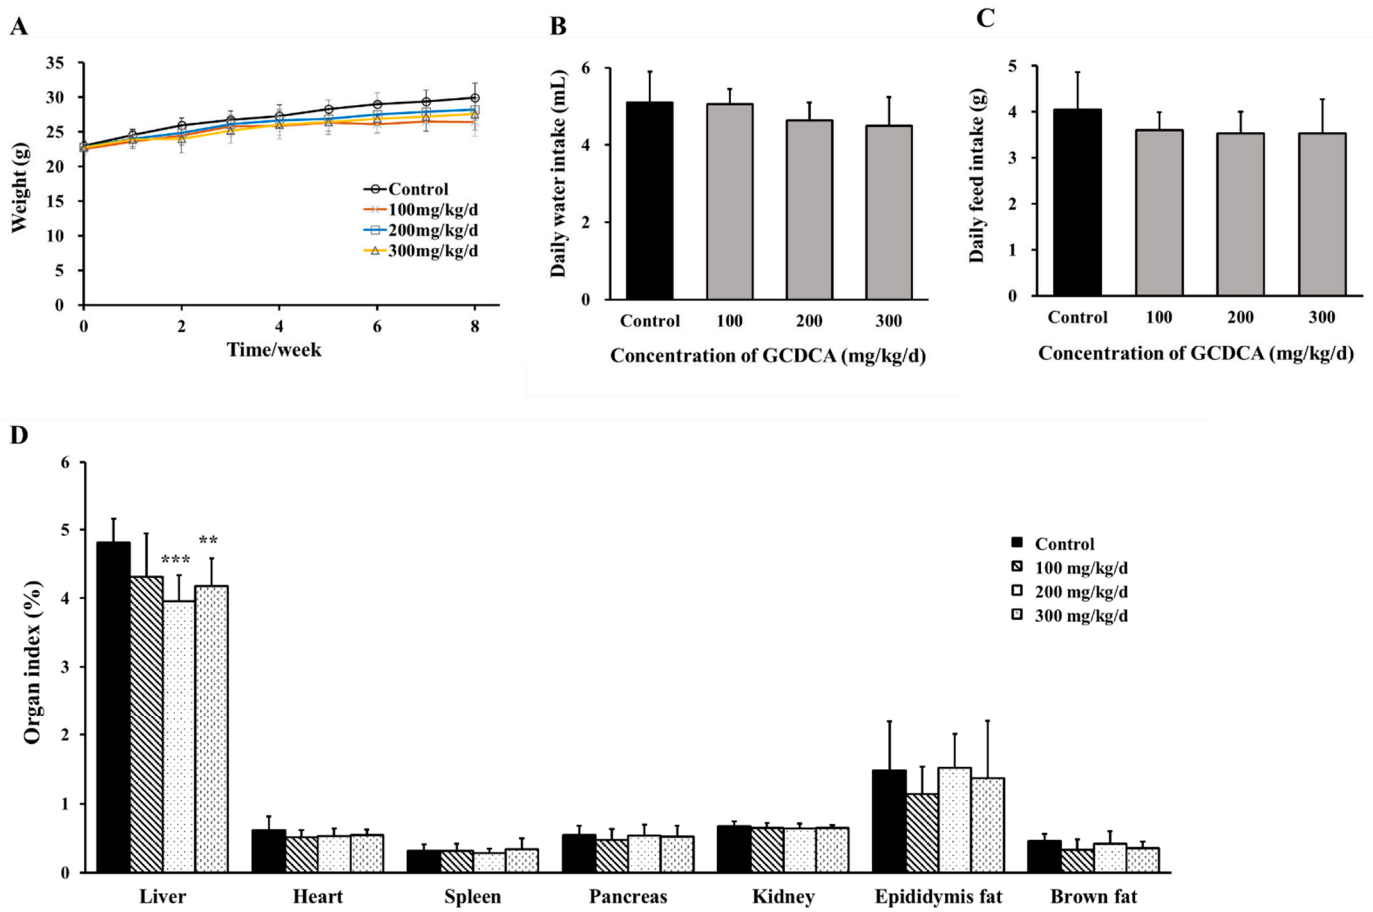 A
35
30
25
20
15
10
5
0
Weight (g)
0 2 4 6 8
Time/week
Control
100mg/kg/d
200mg/kg/d
300mg/kg/d
B
6
4
2
0
Daily water intake (mL)
Control 100 200 300
Concentration of GCDCA (mg/kg/d)
C
5
4
3
2
1
0
Daily feed intake (g)
Control 100 200 300
Concentration of GCDCA (mg/kg/d)
D
6
5
4
3
2
1
0
Organ index (%)
*** **
Control
100 mg/kg/d
200 mg/kg/d
300 mg/kg/d
Liver Heart Spleen Pancreas Kidney Epididymis fat Brown fat